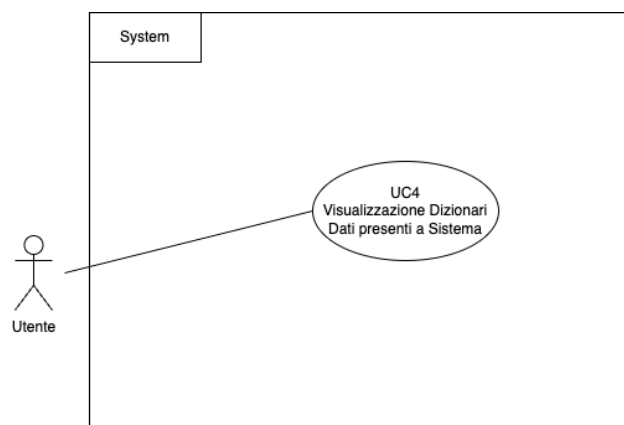 System
UC4
Visualizzazione Dizionari
Dati presenti a Sistema
Utente